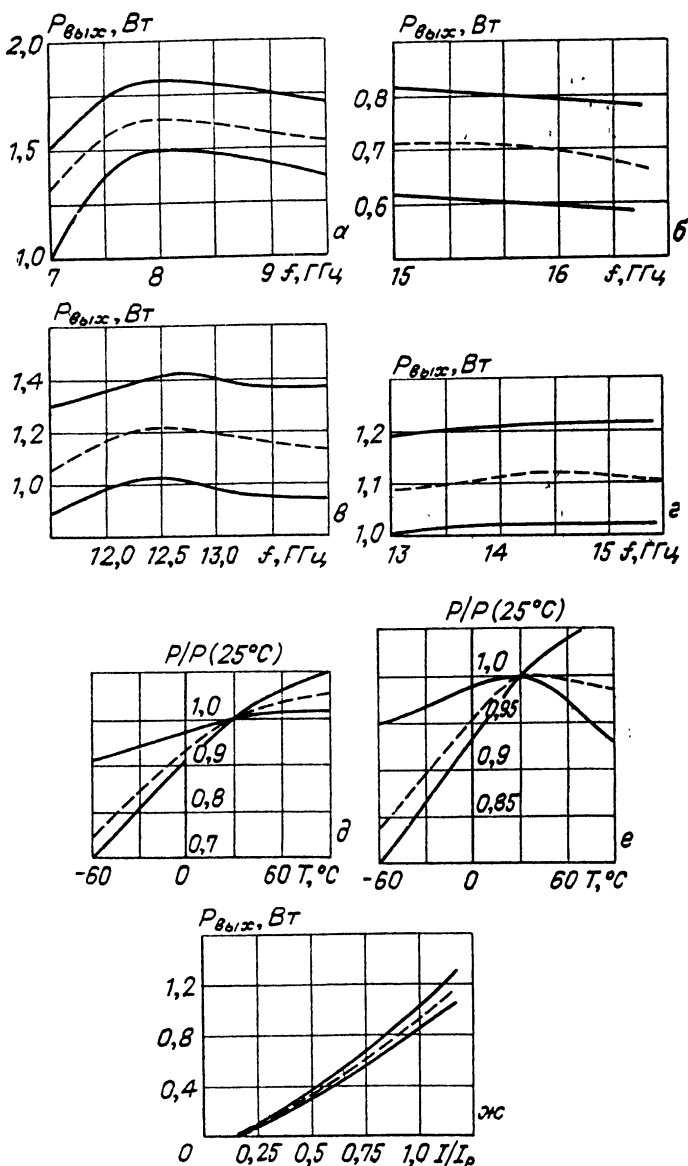 Pвых, Вт
2,0
1,5
1,0
7 8 9 f, ГГц
а
Pвых, Вт
0,8
0,7
0,6
15 16 f, ГГц
б
Pвых, Вт
1,4
1,2
1,0
12,0 12,5 13,0 f, ГГц
в
Pвых, Вт
1,2
1,1
1,0
13 14 15 f, ГГц
г
P/P(25°C)
1,0
0,9
0,8
0,7
-60 0 60 T,°C
д
P/P(25°C)
1,0
0,95
0,9
0,85
-60 0 60 T,°C
е
Pвых, Вт
1,2
0,8
0,4
0 0,25 0,5 0,75 1,0 I/Iр
ж